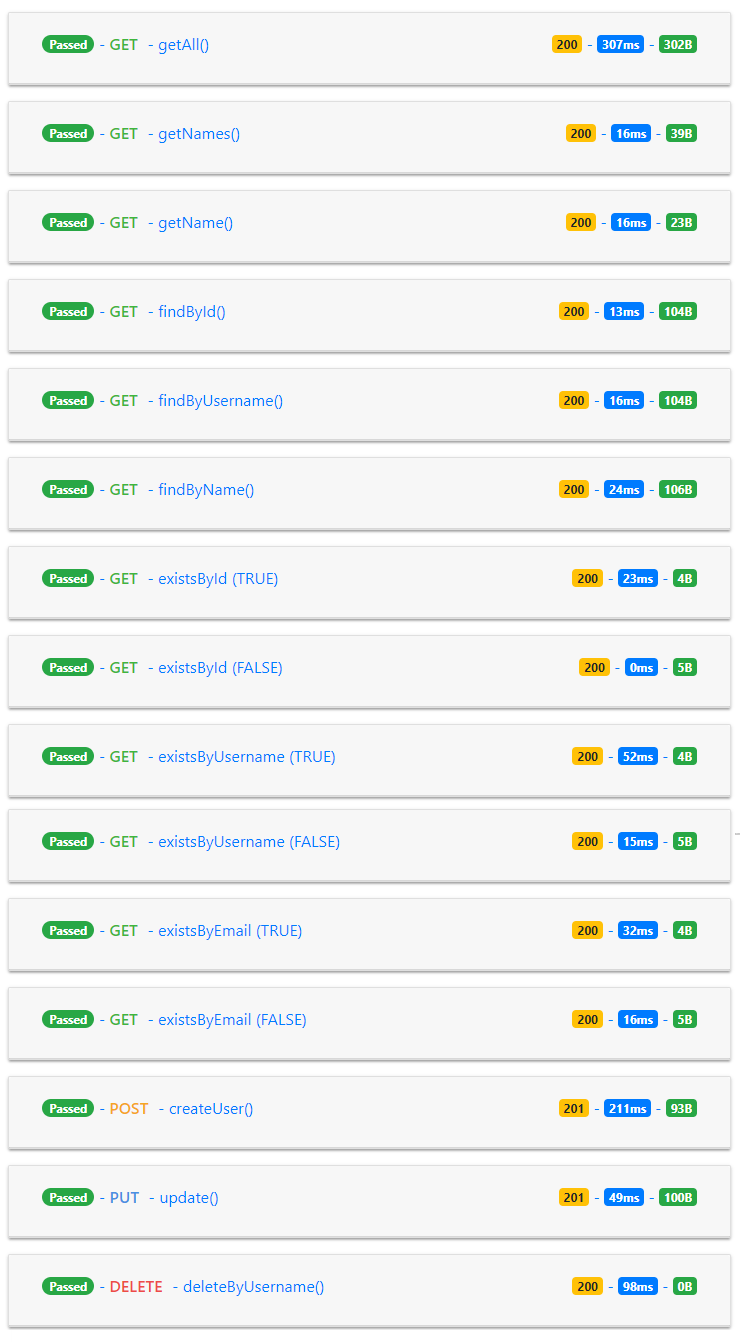 Passed - GET - getAll() 200 - 307ms - 302B
Passed - GET - getNames() 200 - 16ms - 39B
Passed - GET - getName() 200 - 16ms - 23B
Passed - GET - findById() 200 - 13ms - 104B
Passed - GET - findByUsername() 200 - 16ms - 104B
Passed - GET - findByName() 200 - 24ms - 106B
Passed - GET - existsById (TRUE) 200 - 23ms - 4B
Passed - GET - existsById (FALSE) 200 - 0ms - 5B
Passed - GET - existsByUsername (TRUE) 200 - 52ms - 4B
Passed - GET - existsByUsername (FALSE) 200 - 15ms - 5B
Passed - GET - existsByEmail (TRUE) 200 - 32ms - 4B
Passed - GET - existsByEmail (FALSE) 200 - 16ms - 5B
Passed - POST - createUser() 201 - 211ms - 93B
Passed - PUT - update() 201 - 49ms - 100B
Passed - DELETE - deleteByUsername() 200 - 98ms - 0B